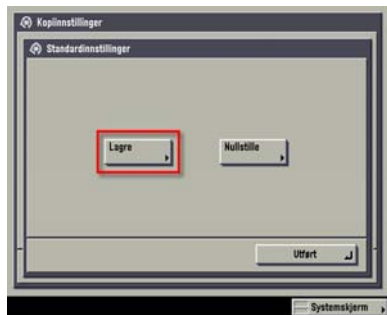 Kopiinnstillinger
Standardinnstillinger
Lagre
Nullstille
Utført
Systemskjerm